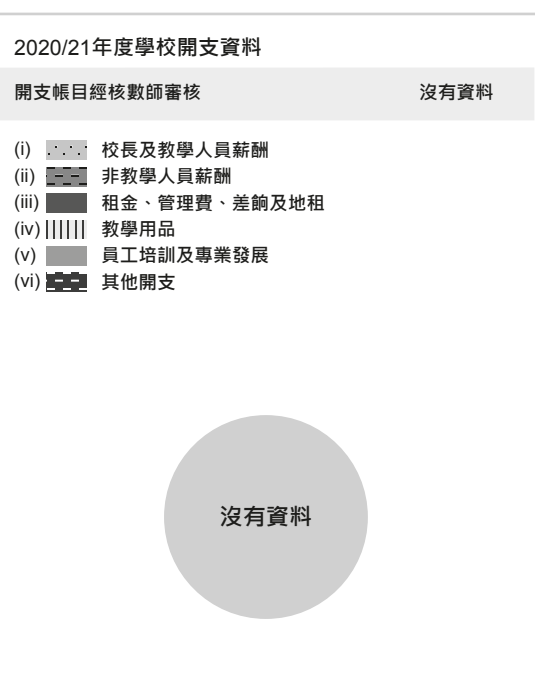 2020/21年度學校開支資料
開支帳目經核數師審核 沒有資料
(i) 校長及教學人員薪酬
(ii) 非教學人員薪酬
(iii) 租金、管理費、差餉及地租
(iv) 教學用品
(v) 員工培訓及專業發展
(vi) 其他開支
沒有資料